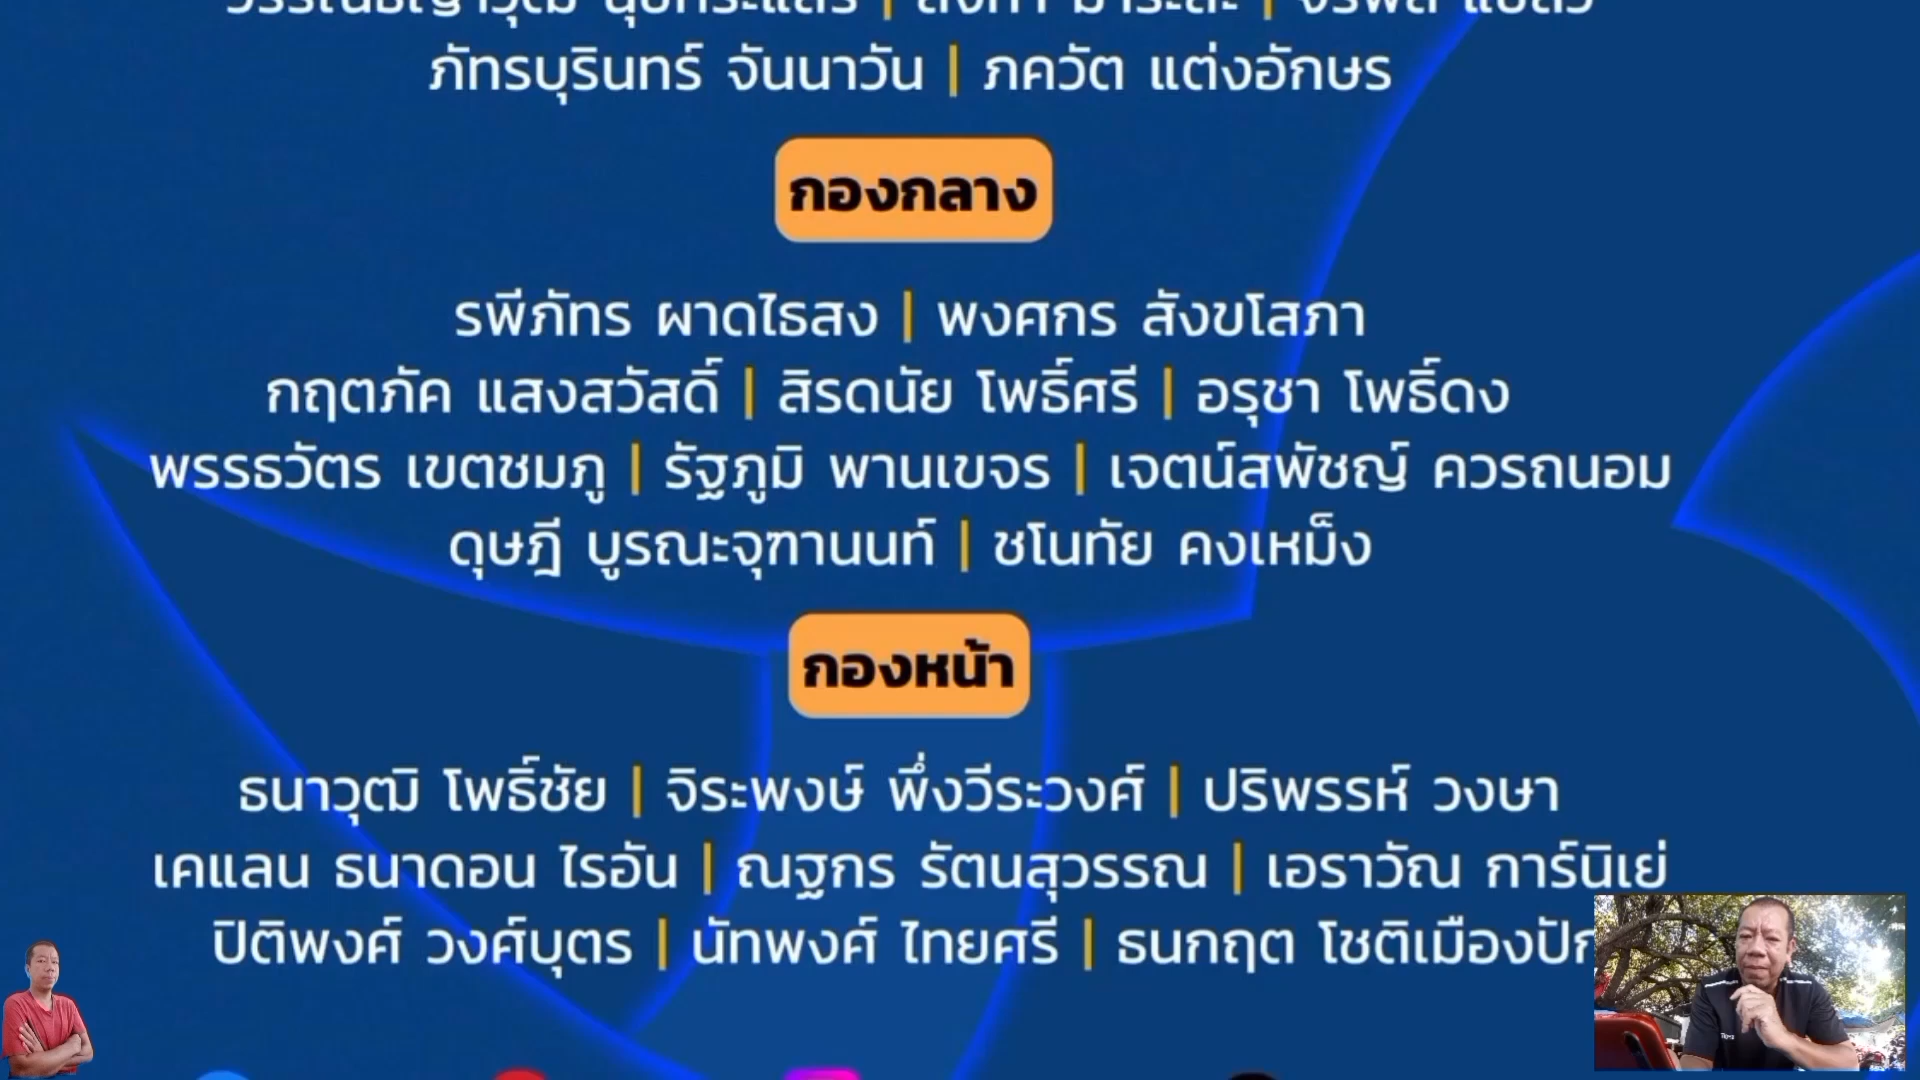 ภัทรบุรินทร์ จันนาวัน | ภควัต แต่งอักษร
กองกลาง
รพีภัทร ผาดไธสง | พงศกร สังขโสภา
กฤตภัค แสงสวัสดิ์ | สิรดนัย โพธิ์ศรี | อรุชา โพธิ์ดง
พรรธวัตร เขตชมภู | รัฐภูมิ พานเขจร | เจตน์สพัชญ์ ควรถนอม
ดุษฎี บูรณะจุฑานนท์ | ชโนทัย คงเหม็ง
กองหน้า
ธนาวุฒิ โพธิ์ชัย | จิระพงษ์ พึ่งวีระวงศ์ | ปริพรรห์ วงษา
เคแลน ธนาดอน ไรอัน | ณฐกร รัตนสุวรรณ | เอราวัณ การ์นิเย่
ปิติพงศ์ วงศ์บุตร | นัทพงศ์ ไทยศรี | ธนกฤต